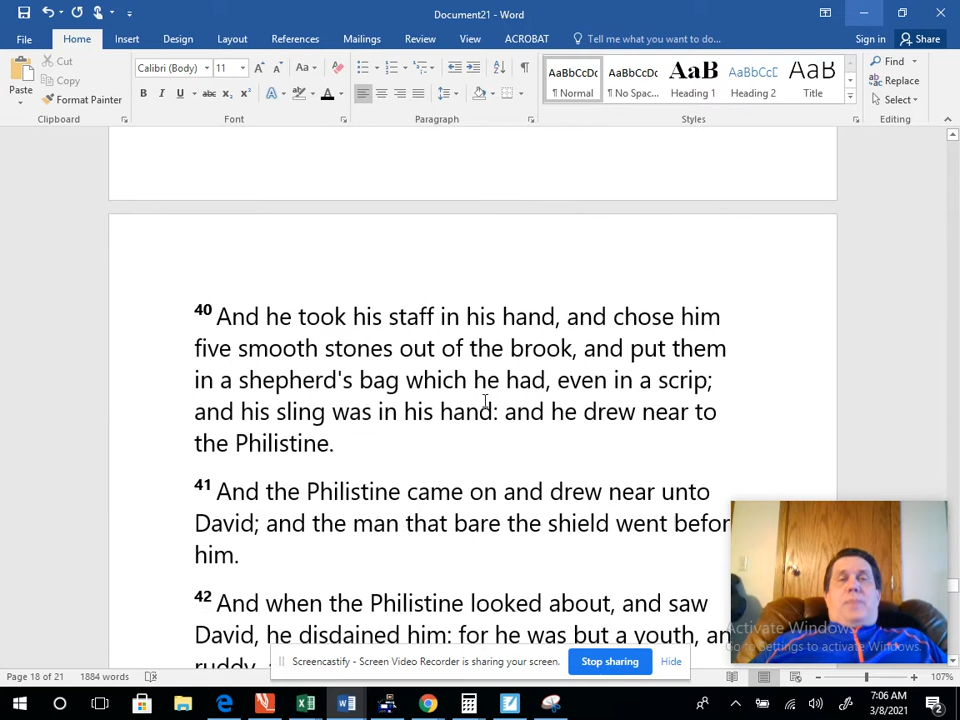 Document21 - Word
Sign in
Share
File
Home
Insert
Design
Layout
References
Mailings
Review
View
ACROBAT
Tell me what you want to do...
Paste
Cut
Copy
Format Painter
Clipboard
Calibri (Body)
11
Aa
B I U abc x₂ x² A A
Font
Paragraph
AaBbCcDc
AaBbCcDc
AaB
AaBbCcD
AaB
¶ Normal
¶ No Spac...
Heading 1
Heading 2
Title
Styles
Find
Replace
Select
Editing
40 And he took his staff in his hand, and chose him
five smooth stones out of the brook, and put them
in a shepherd's bag which he had, even in a scrip;
and his sling was in his hand: and he drew near to
the Philistine.
41 And the Philistine came on and drew near unto
David; and the man that bare the shield went befor
him.
42 And when the Philistine looked about, and saw
David, he disdained him: for he was but a youth, an
ruddy,
Activate Windows
Go to Settings to activate Windows.
Screencastify - Screen Video Recorder is sharing your screen.
Stop sharing
Hide
Page 18 of 21
1884 words
107%
7:06 AM
3/8/2021
2